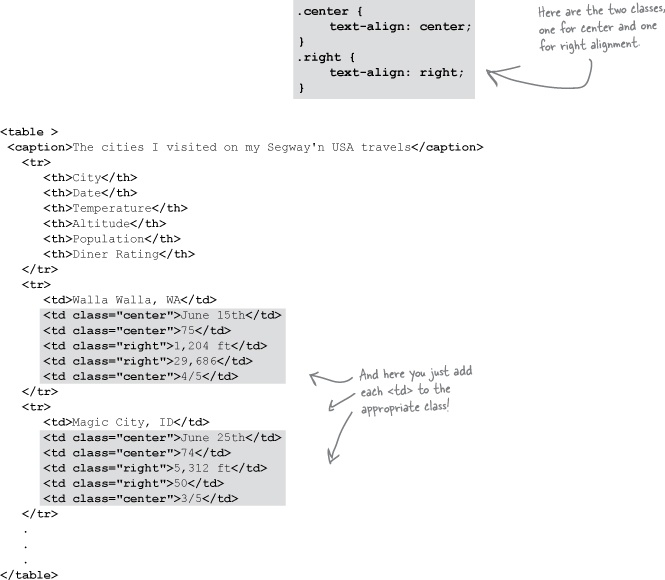 .center {
text-align: center;
}
.right {
text-align: right;
}
Here are the two classes,
one for center and one
for right alignment.
<table >
<caption>The cities I visited on my Segway'n USA travels</caption>
<tr>
<th>City</th>
<th>Date</th>
<th>Temperature</th>
<th>Altitude</th>
<th>Population</th>
<th>Diner Rating</th>
</tr>
<tr>
<td>Walla Walla, WA</td>
<td class="center">June 15th</td>
<td class="center">75</td>
<td class="right">1,204 ft</td>
<td class="right">29,686</td>
<td class="center">4/5</td>
</tr>
<tr>
<td>Magic City, ID</td>
<td class="center">June 25th</td>
<td class="center">74</td>
<td class="right">5,312 ft</td>
<td class="right">50</td>
<td class="center">3/5</td>
</tr>
.
.
.
</table>
And here you just add
each <td> to the
appropriate class!